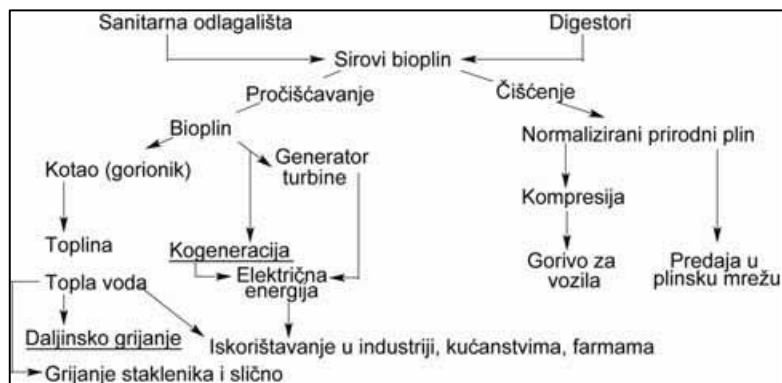 Sanitarna odlagališta
Digestori
Sirovi bioplin
Pročišćavanje
Čišćenje
Bioplin
Normalizirani prirodni plin
Kotao (gorionik)
Generator
turbine
Kompresija
Toplina
Kogeneracija
Topla voda
Električna
energija
Gorivo za
vozila
Predaja u
plinsku mrežu
Daljinsko grijanje
Iskorištavanje u industriji, kućanstvima, farmama
Grijanje staklenika i slično